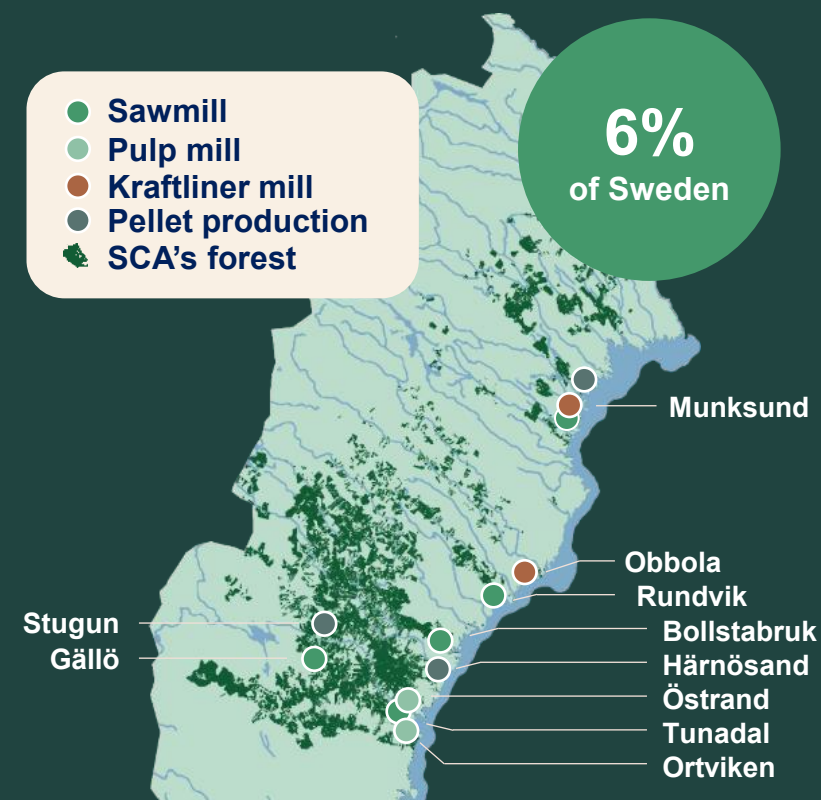 6%
of Sweden
Sawmill
Pulp mill
Kraftliner mill
Pellet production
SCA’s forest
Munksund
Obbola
Rundvik
Stugun
Bollstabruk
Gällö
Härnösand
Östrand
Tunadal
Ortviken